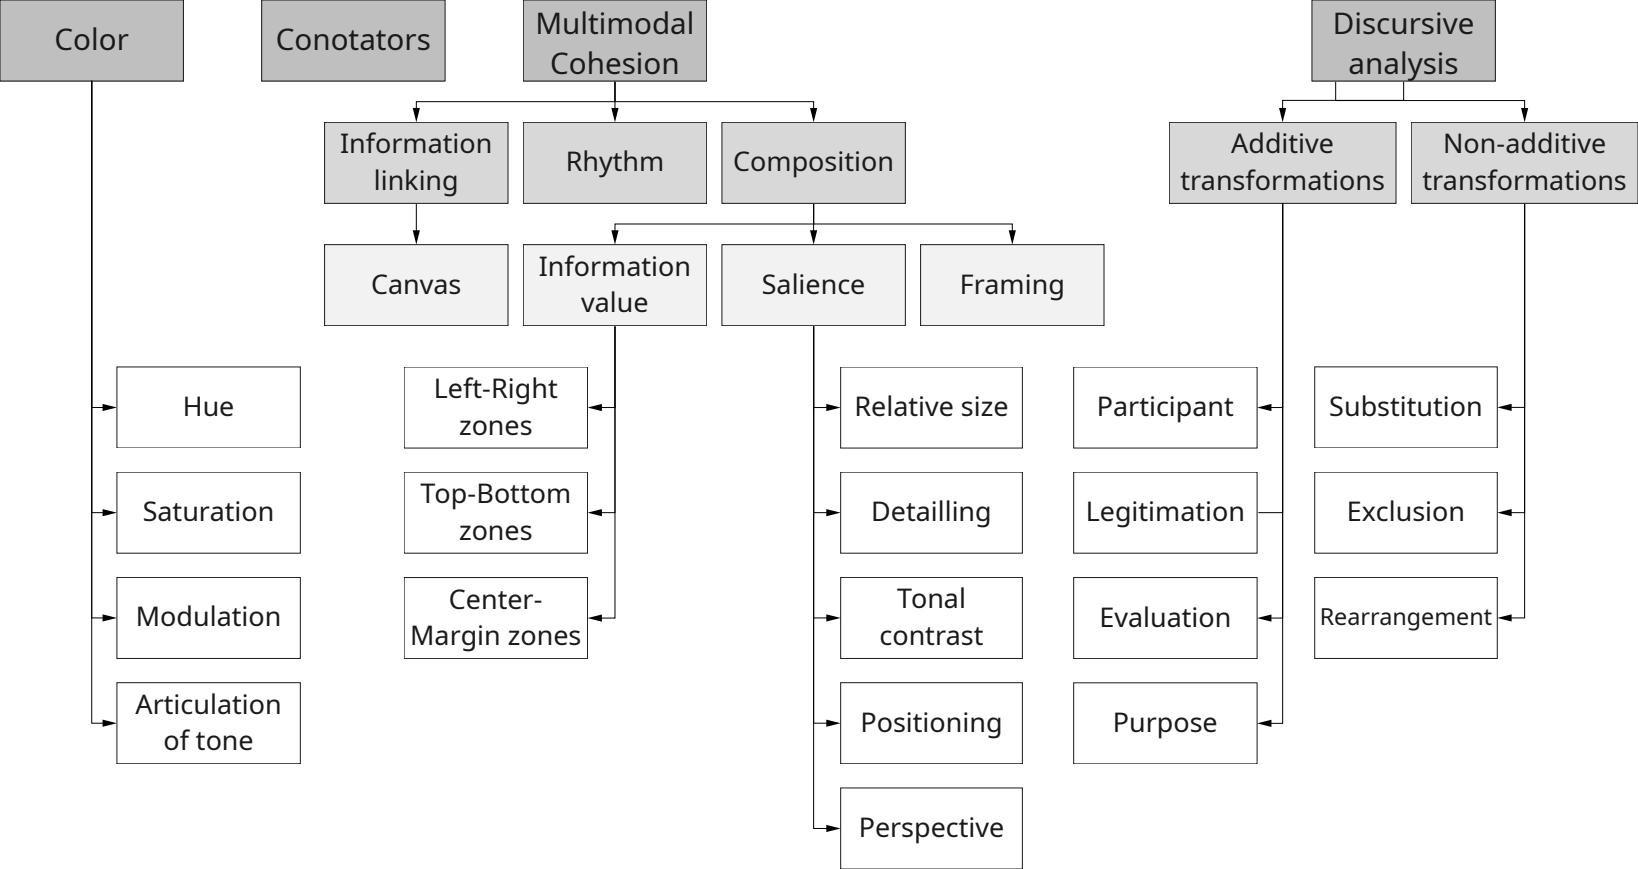 Color
Conotators
Multimodal
Cohesion
Discursive
analysis
Information
linking
Rhythm
Composition
Additive
transformations
Non-additive
transformations
Canvas
Information
value
Salience
Framing
Hue
Left-Right
zones
Relative size
Participant
Substitution
Saturation
Top-Bottom
zones
Detailling
Legitimation
Exclusion
Modulation
Center-
Margin zones
Tonal
contrast
Evaluation
Rearrangement
Articulation
of tone
Positioning
Purpose
Perspective